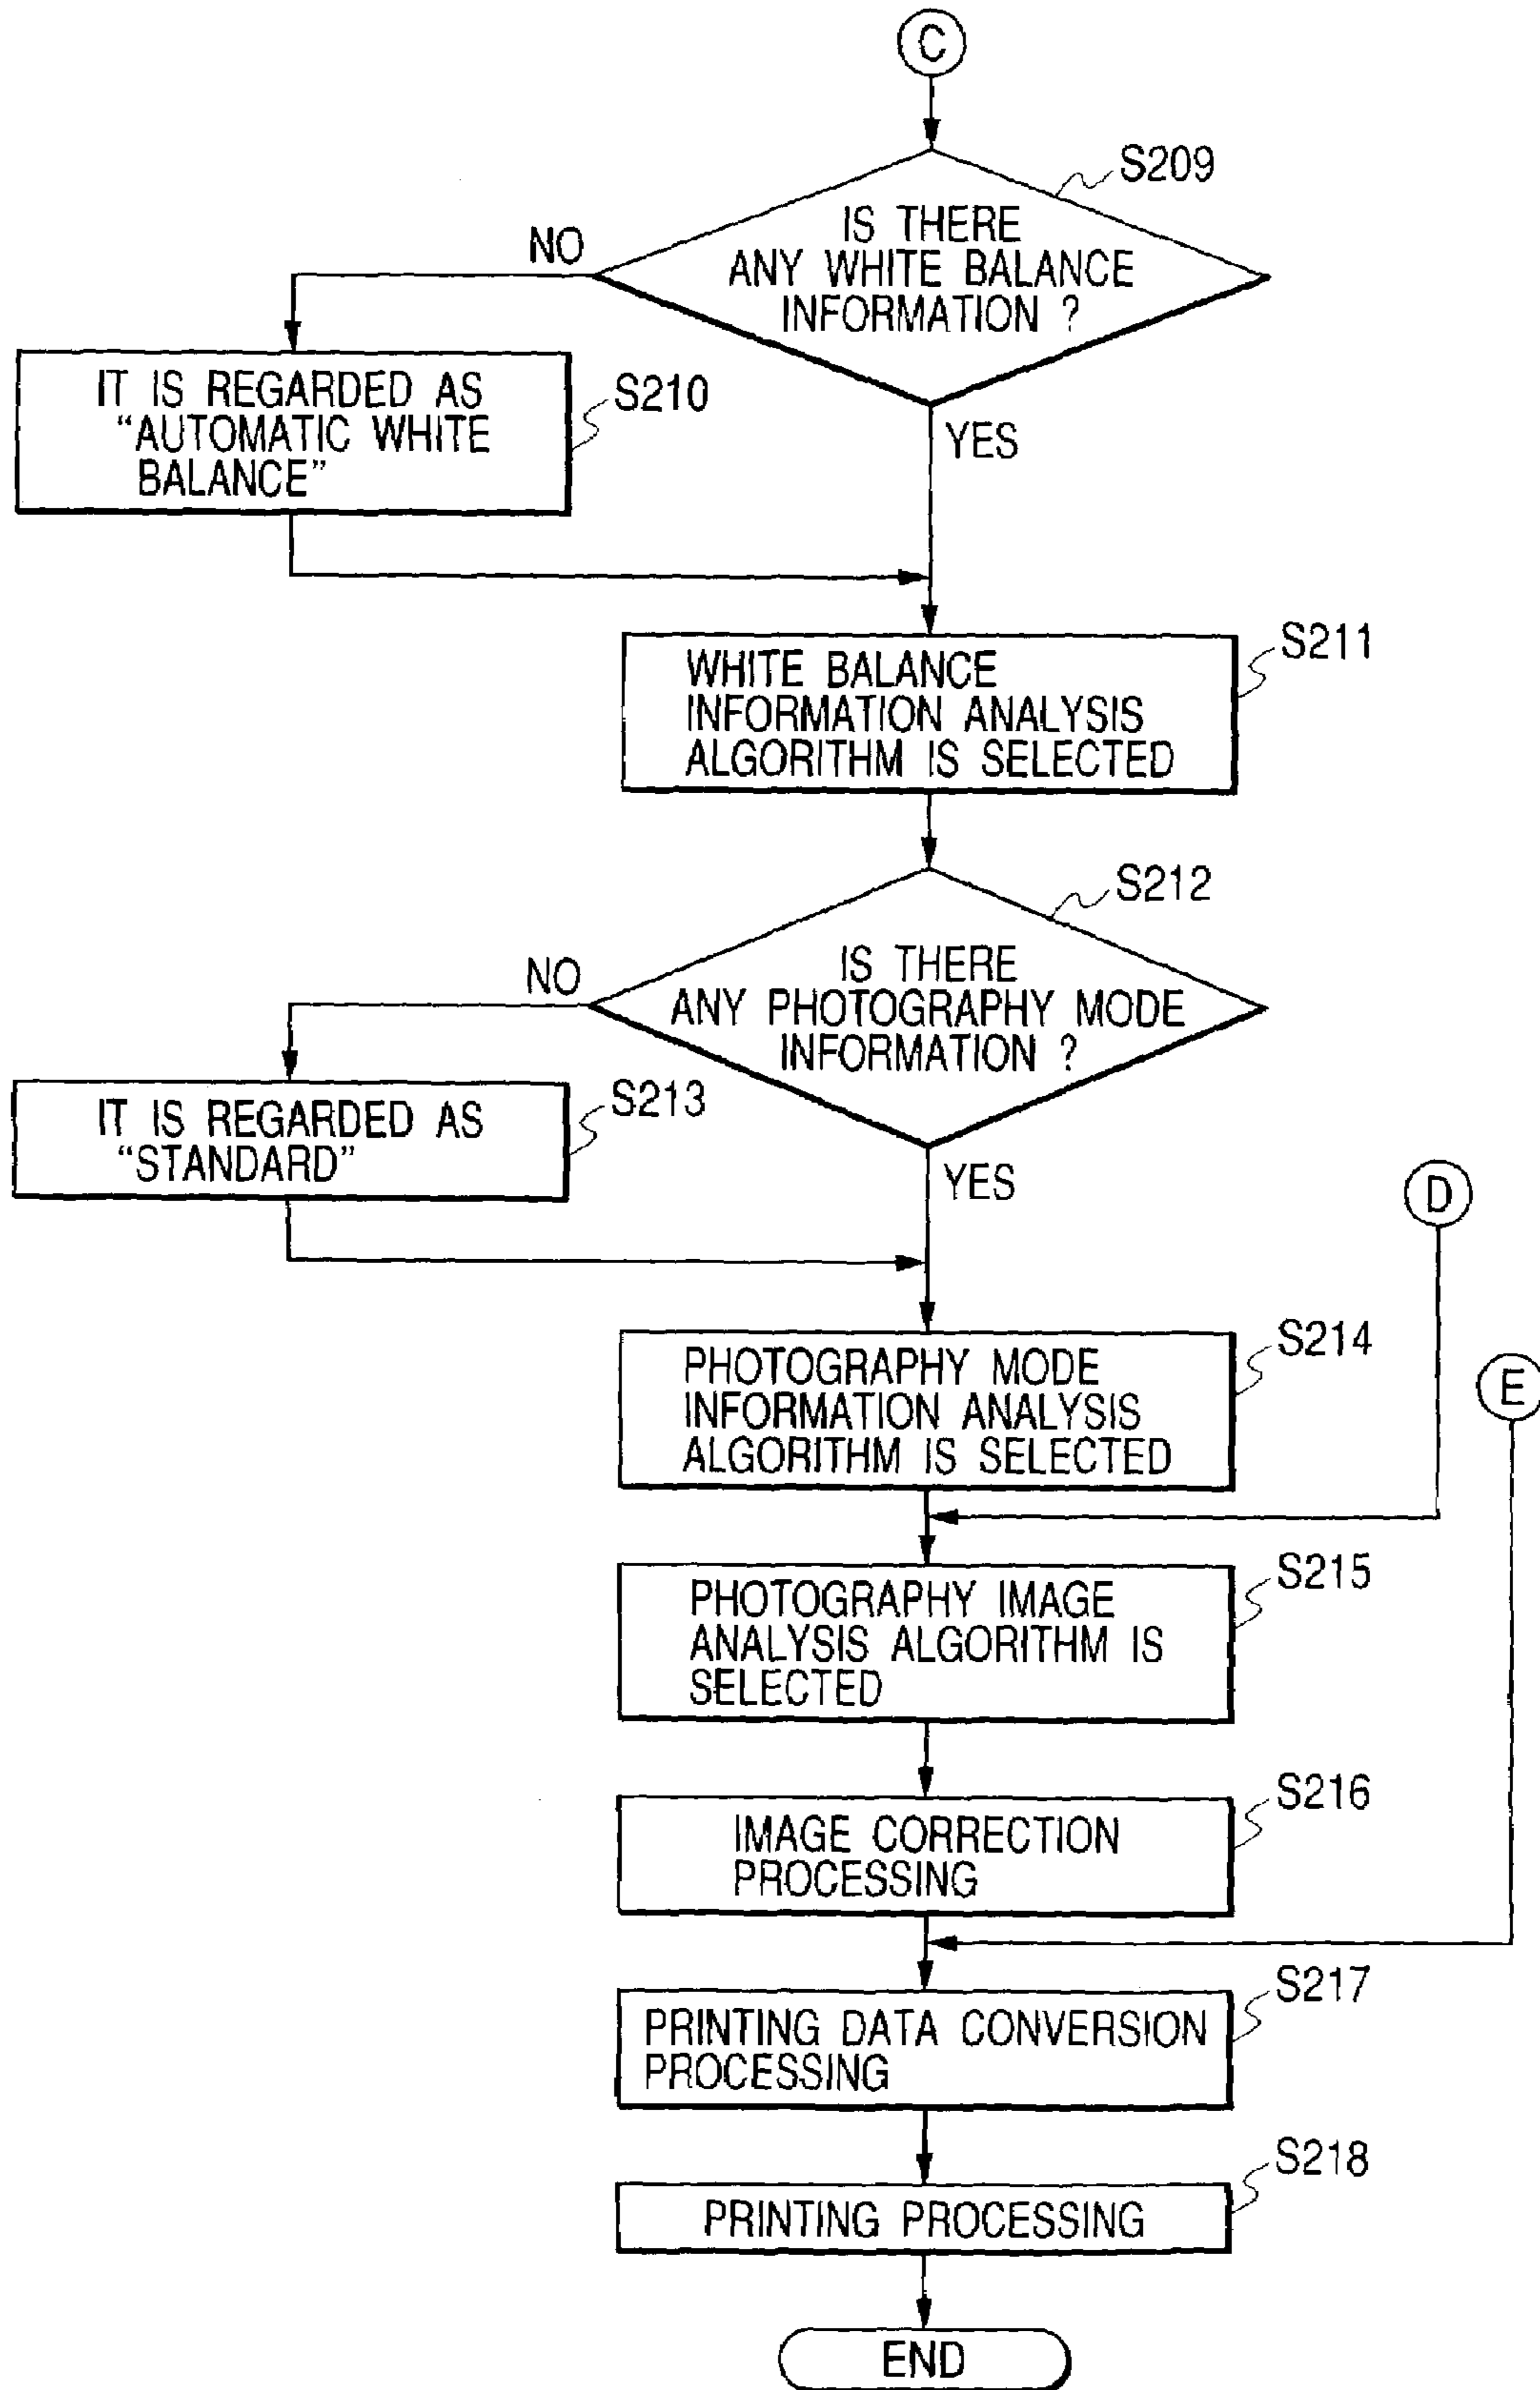 C
S209
IS THERE
ANY WHITE BALANCE
INFORMATION ?
NO
YES
IT IS REGARDED AS
“AUTOMATIC WHITE
BALANCE”
S210
S211
WHITE BALANCE
INFORMATION ANALYSIS
ALGORITHM IS SELECTED
S212
IS THERE
ANY PHOTOGRAPHY MODE
INFORMATION ?
NO
YES
IT IS REGARDED AS
“STANDARD”
S213
D
S214
PHOTOGRAPHY MODE
INFORMATION ANALYSIS
ALGORITHM IS SELECTED
E
S215
PHOTOGRAPHY IMAGE
ANALYSIS ALGORITHM IS
SELECTED
S216
IMAGE CORRECTION
PROCESSING
S217
PRINTING DATA CONVERSION
PROCESSING
S218
PRINTING PROCESSING
END